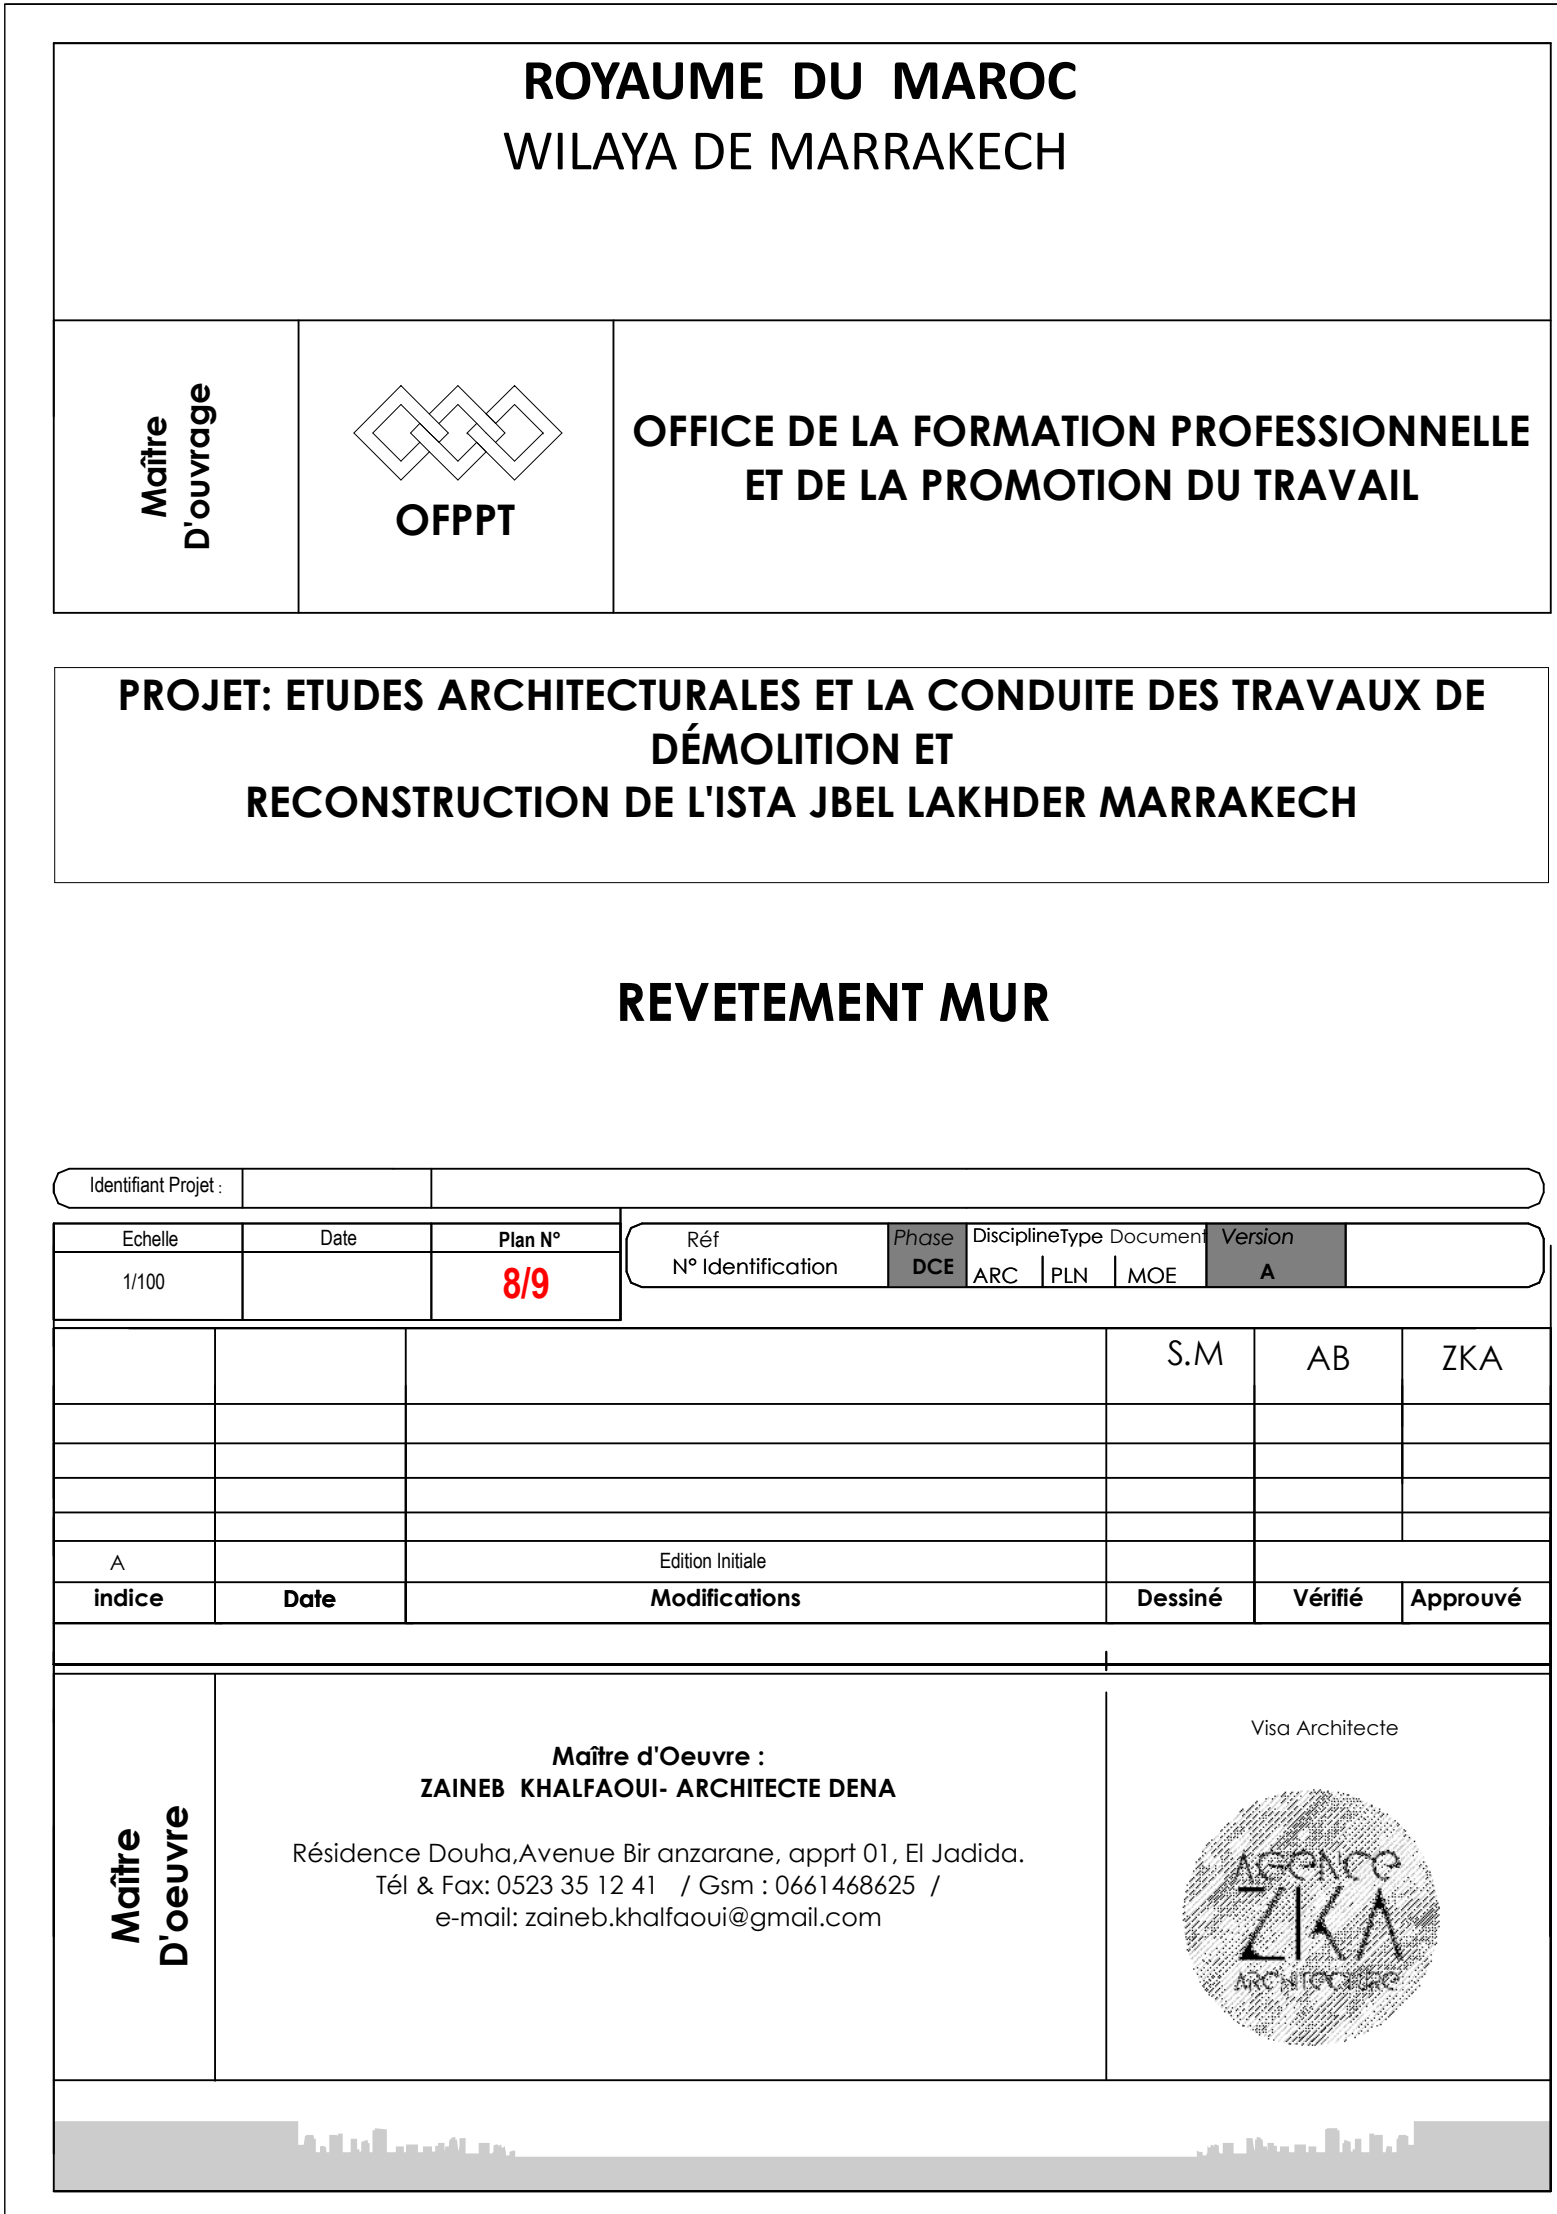 ROYAUME DU MAROC
WILAYA DE MARRAKECH
Maître
D'ouvrage
OFPPT
OFFICE DE LA FORMATION PROFESSIONNELLE
ET DE LA PROMOTION DU TRAVAIL
PROJET: ETUDES ARCHITECTURALES ET LA CONDUITE DES TRAVAUX DE
DÉMOLITION ET
RECONSTRUCTION DE L'ISTA JBEL LAKHDER MARRAKECH
REVETEMENT MUR
Identifiant Projet :
Echelle Date Plan N°
1/100 8/9
Réf Phase Discipline Type Document Version
N° Identification DCE ARC PLN MOE A
S.M AB ZKA
A Edition Initiale
indice Date Modifications Dessiné Vérifié Approuvé
Maître
D'oeuvre
Maître d'Oeuvre :
ZAINEB KHALFAOUI- ARCHITECTE DENA
Résidence Douha,Avenue Bir anzarane, apprt 01, El Jadida.
Tél & Fax: 0523 35 12 41 / Gsm : 0661468625 /
e-mail: zaineb.khalfaoui@gmail.com
Visa Architecte
AGENCE
ZKA
ARCHITECTURE